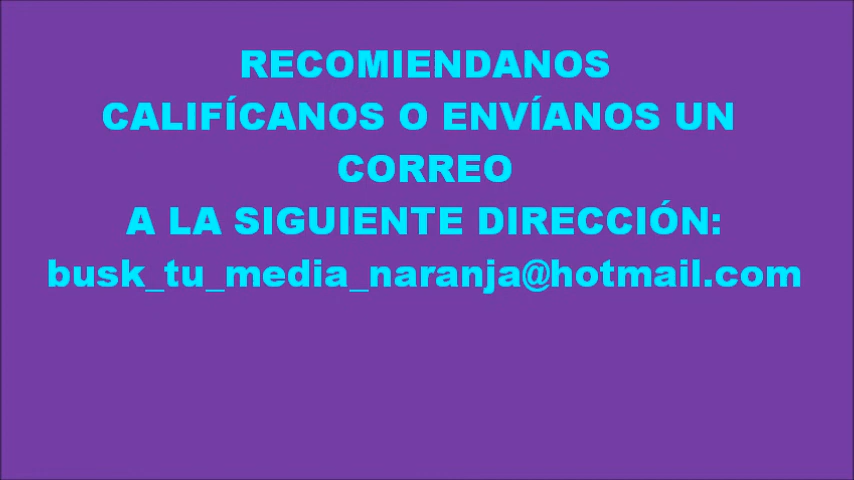 RECOMIENDANOS
CALIFÍCANOS O ENVÍANOS UN
CORREO
A LA SIGUIENTE DIRECCIÓN:
busk_tu_media_naranja@hotmail.com